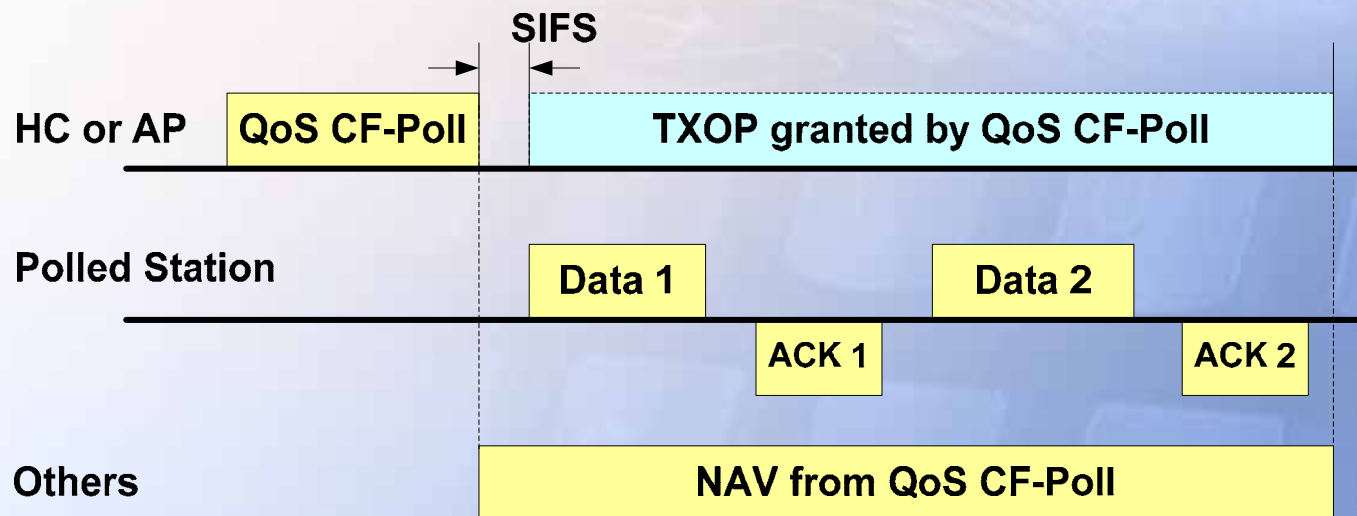 SIFS
HC or AP
QoS CF-Poll
TXOP granted by QoS CF-Poll
Polled Station
Data 1
Data 2
ACK 1
ACK 2
Others
NAV from QoS CF-Poll